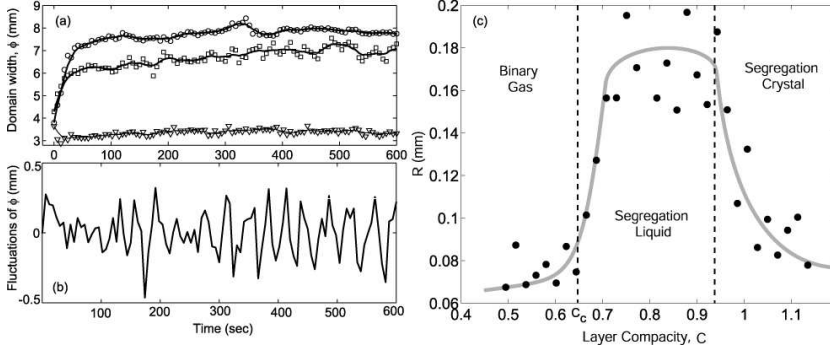 (a)
Domain width, ϕ (mm)
9
8
7
6
5
4
3
0 100 200 300 400 500 600
(b)
Fluctuations of ϕ (mm)
0.5
0
-0.5
100 200 300 400 500 600
Time (sec)
(c)
R (mm)
0.2
0.18
0.16
0.14
0.12
0.1
0.08
0.06
Binary
Gas
Segregation
Liquid
Segregation
Crystal
0.4 0.5 0.6 Cc 0.7 0.8 0.9 1 1.1
Layer Compacity, C